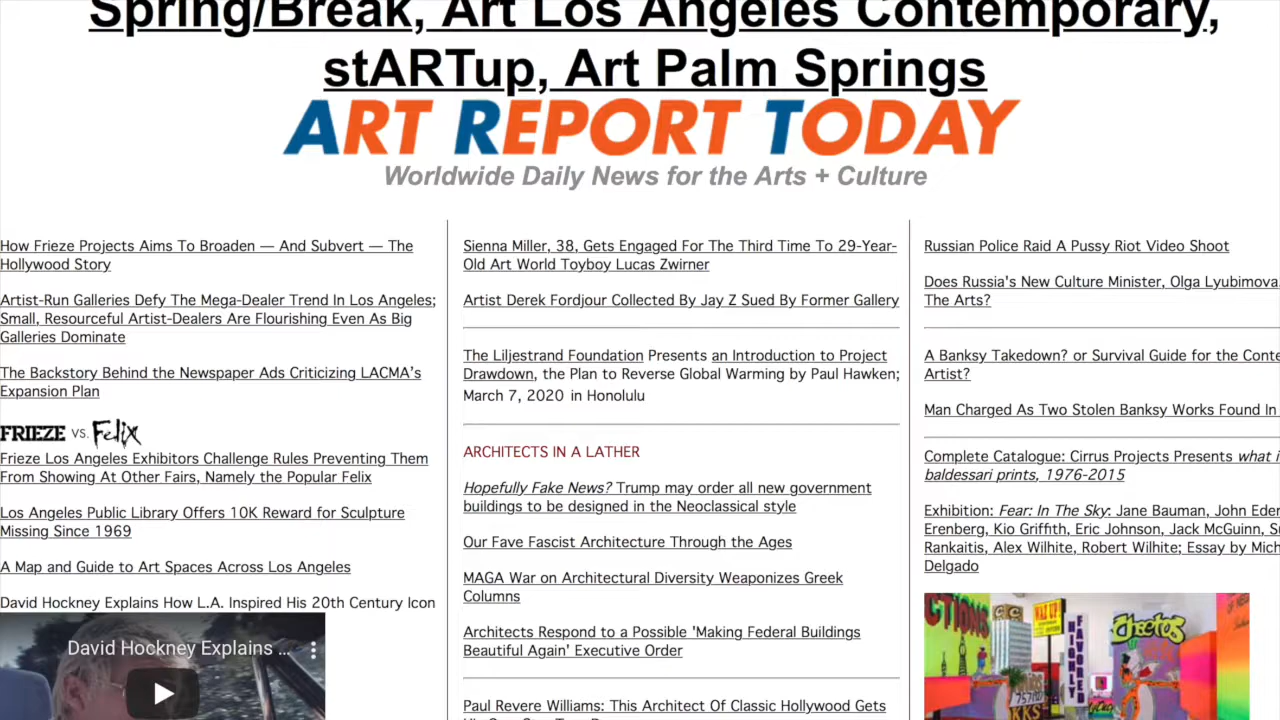 Spring/Break, Art Los Angeles Contemporary,
stARTup, Art Palm Springs
ART REPORT TODAY
Worldwide Daily News for the Arts + Culture
How Frieze Projects Aims To Broaden — And Subvert — The
Hollywood Story
Artist-Run Galleries Defy The Mega-Dealer Trend In Los Angeles;
Small, Resourceful Artist-Dealers Are Flourishing Even As Big
Galleries Dominate
The Backstory Behind the Newspaper Ads Criticizing LACMA's
Expansion Plan
FRIEZE VS. Felix
Frieze Los Angeles Exhibitors Challenge Rules Preventing Them
From Showing At Other Fairs, Namely the Popular Felix
Los Angeles Public Library Offers 10K Reward for Sculpture
Missing Since 1969
A Map and Guide to Art Spaces Across Los Angeles
David Hockney Explains How L.A. Inspired His 20th Century Icon
David Hockney Explains ...
Sienna Miller, 38, Gets Engaged For The Third Time To 29-Year-
Old Art World Toyboy Lucas Zwirner
Artist Derek Fordjour Collected By Jay Z Sued By Former Gallery
The Liljestrand Foundation Presents an Introduction to Project
Drawdown, the Plan to Reverse Global Warming by Paul Hawken;
March 7, 2020 in Honolulu
ARCHITECTS IN A LATHER
Hopefully Fake News? Trump may order all new government
buildings to be designed in the Neoclassical style
Our Fave Fascist Architecture Through the Ages
MAGA War on Architectural Diversity Weaponizes Greek
Columns
Architects Respond to a Possible 'Making Federal Buildings
Beautiful Again' Executive Order
Paul Revere Williams: This Architect Of Classic Hollywood Gets
Russian Police Raid A Pussy Riot Video Shoot
Does Russia's New Culture Minister, Olga Lyubimova
The Arts?
A Banksy Takedown? or Survival Guide for the Conte
Artist?
Man Charged As Two Stolen Banksy Works Found In
Complete Catalogue: Cirrus Projects Presents what i
baldessari prints, 1976-2015
Exhibition: Fear: In The Sky: Jane Bauman, John Eder
Erenberg, Kio Griffith, Eric Johnson, Jack McGuinn, Su
Rankaitis, Alex Wilhite, Robert Wilhite; Essay by Mich
Delgado
CTIONS
WAZ UP
HIGHLY
FAVORED
Cheetos
KKS